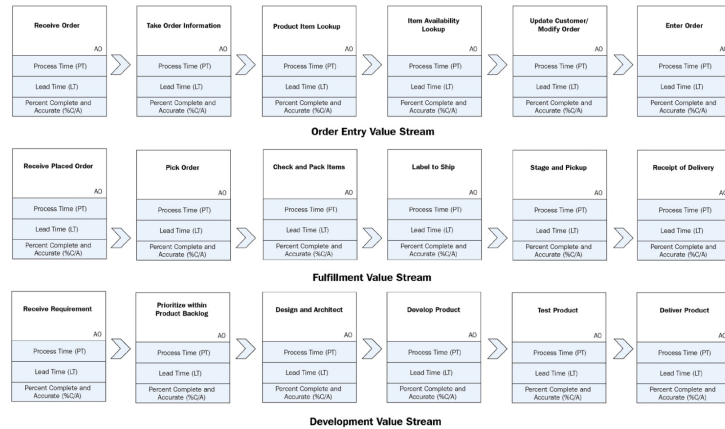 Receive Order
Take Order Information
Product Item Lookup
Item Availability
Lookup
Update Customer/
Modify Order
Enter Order
AO
AO
AO
AO
AO
AO
Process Time (PT)
Process Time (PT)
Process Time (PT)
Process Time (PT)
Process Time (PT)
Process Time (PT)
Lead Time (LT)
Lead Time (LT)
Lead Time (LT)
Lead Time (LT)
Lead Time (LT)
Lead Time (LT)
Percent Complete and
Accurate (%C/A)
Percent Complete and
Accurate (%C/A)
Percent Complete and
Accurate (%C/A)
Percent Complete and
Accurate (%C/A)
Percent Complete and
Accurate (%C/A)
Percent Complete and
Accurate (%C/A)
Order Entry Value Stream
Receive Placed Order
Pick Order
Check and Pack Items
Label to Ship
Stage and Pickup
Receipt of Delivery
AO
AO
AO
AO
AO
AO
Process Time (PT)
Process Time (PT)
Process Time (PT)
Process Time (PT)
Process Time (PT)
Process Time (PT)
Lead Time (LT)
Lead Time (LT)
Lead Time (LT)
Lead Time (LT)
Lead Time (LT)
Lead Time (LT)
Percent Complete and
Accurate (%C/A)
Percent Complete and
Accurate (%C/A)
Percent Complete and
Accurate (%C/A)
Percent Complete and
Accurate (%C/A)
Percent Complete and
Accurate (%C/A)
Percent Complete and
Accurate (%C/A)
Fulfillment Value Stream
Receive Requirement
Prioritize within
Product Backlog
Design and Architect
Develop Product
Test Product
Deliver Product
AO
AO
AO
AO
AO
AO
Process Time (PT)
Process Time (PT)
Process Time (PT)
Process Time (PT)
Process Time (PT)
Process Time (PT)
Lead Time (LT)
Lead Time (LT)
Lead Time (LT)
Lead Time (LT)
Lead Time (LT)
Lead Time (LT)
Percent Complete and
Accurate (%C/A)
Percent Complete and
Accurate (%C/A)
Percent Complete and
Accurate (%C/A)
Percent Complete and
Accurate (%C/A)
Percent Complete and
Accurate (%C/A)
Percent Complete and
Accurate (%C/A)
Development Value Stream